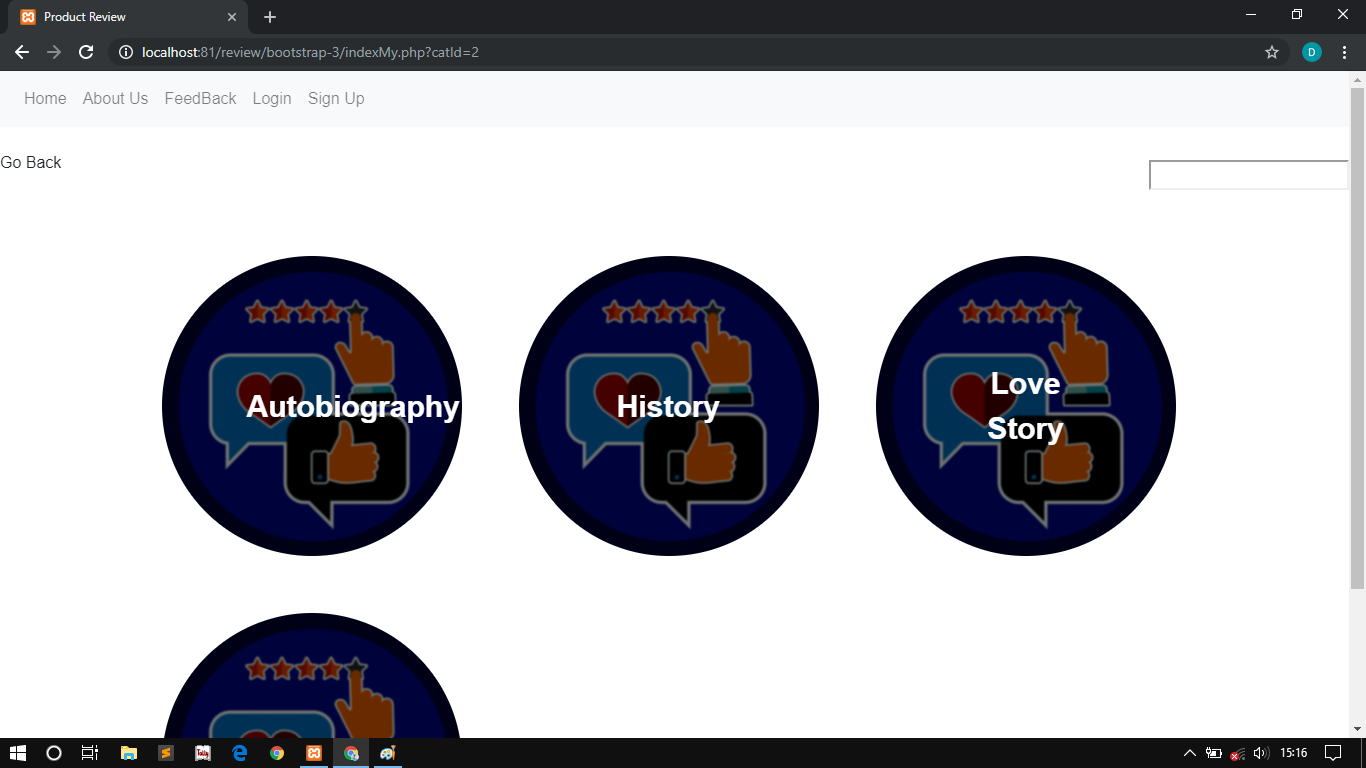 Product Review
localhost:81/review/bootstrap-3/indexMy.php?catId=2
D
Home About Us FeedBack Login Sign Up
Go Back
Autobiography
History
Love
Story
15:16